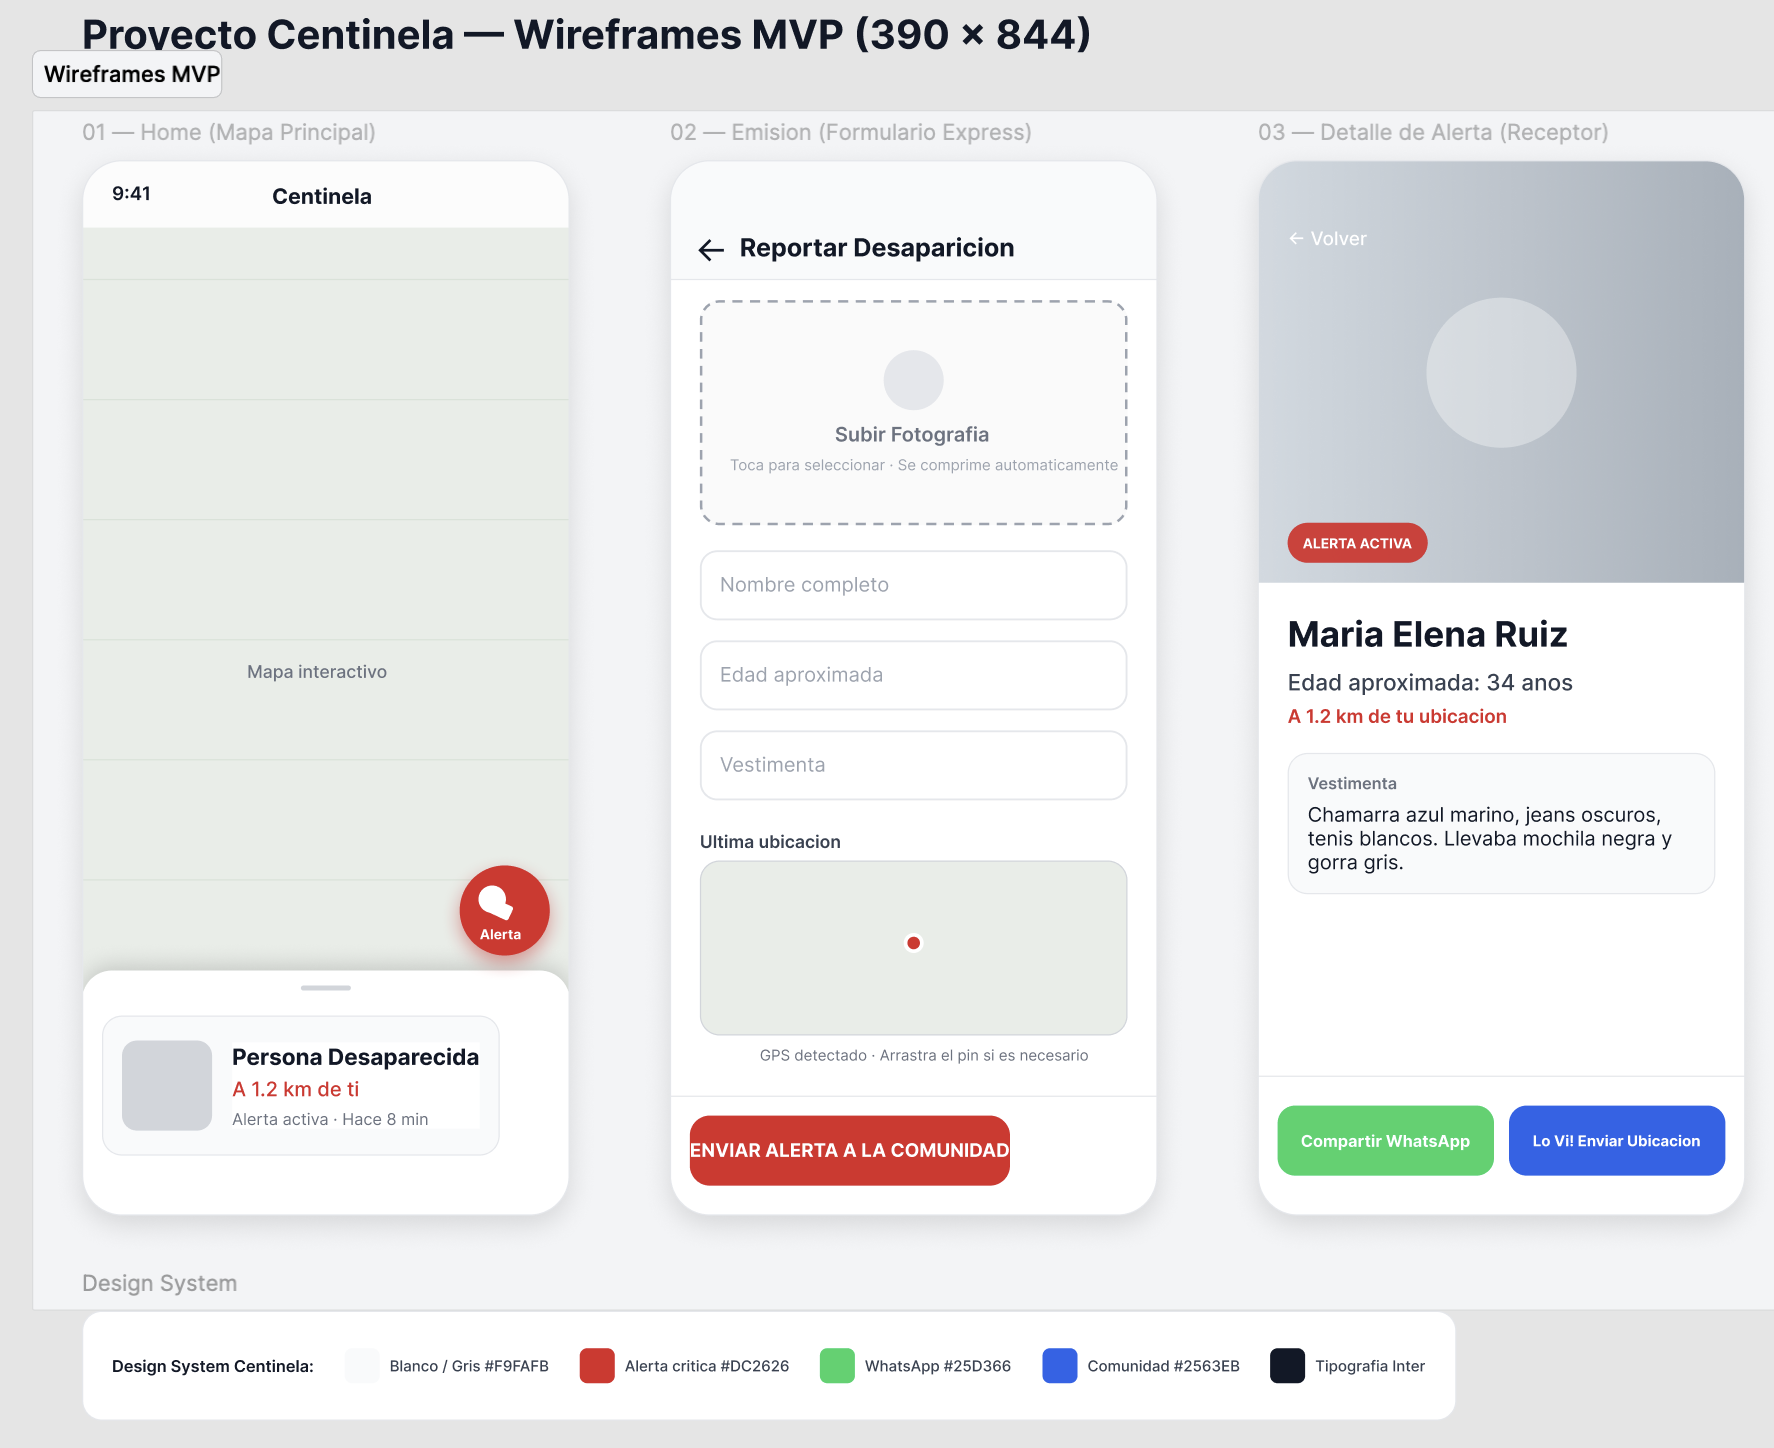 Proyecto Centinela — Wireframes MVP (390 × 844)
Wireframes MVP
01 — Home (Mapa Principal)
9:41
Centinela
Mapa interactivo
Alerta
Persona Desaparecida
A 1.2 km de ti
Alerta activa · Hace 8 min
02 — Emision (Formulario Express)
← Reportar Desaparicion
Subir Fotografia
Toca para seleccionar · Se comprime automaticamente
Nombre completo
Edad aproximada
Vestimenta
Ultima ubicacion
GPS detectado · Arrastra el pin si es necesario
ENVIAR ALERTA A LA COMUNIDAD
03 — Detalle de Alerta (Receptor)
← Volver
ALERTA ACTIVA
Maria Elena Ruiz
Edad aproximada: 34 anos
A 1.2 km de tu ubicacion
Vestimenta
Chamarra azul marino, jeans oscuros,
tenis blancos. Llevaba mochila negra y
gorra gris.
Compartir WhatsApp
Lo Vi! Enviar Ubicacion
Design System
Design System Centinela:
Blanco / Gris #F9FAFB
Alerta critica #DC2626
WhatsApp #25D366
Comunidad #2563EB
Tipografia Inter